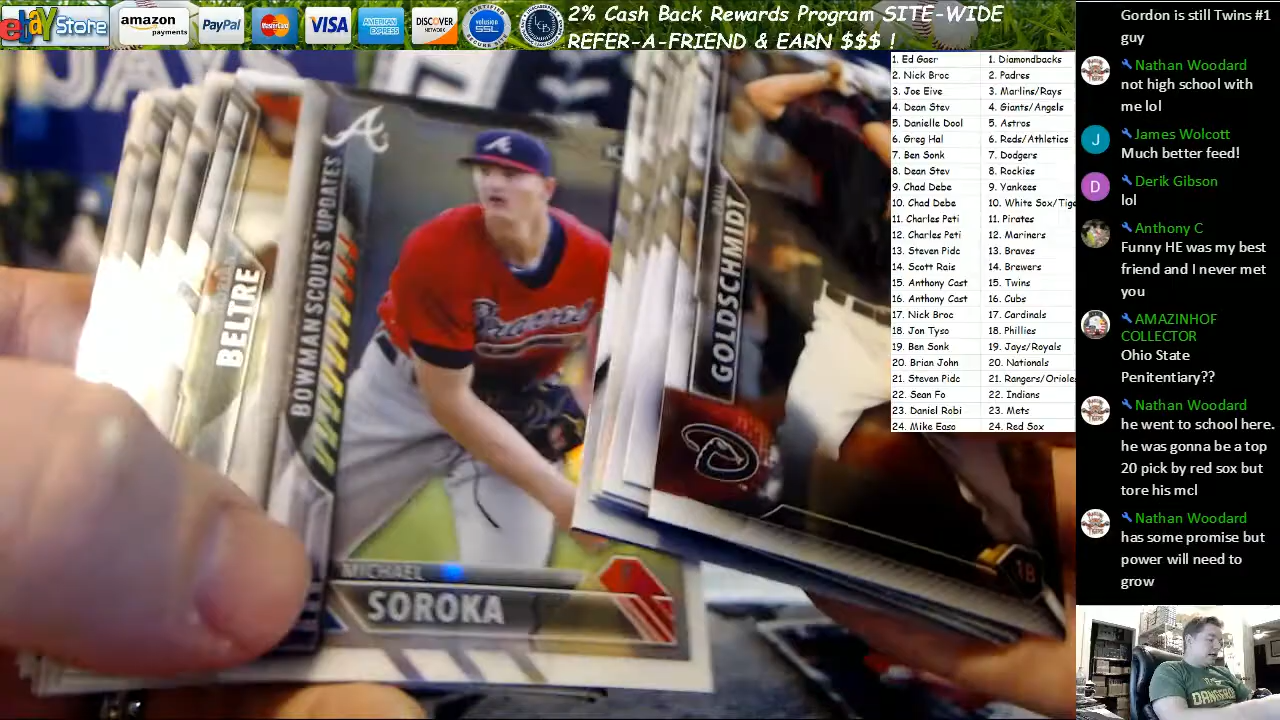 ebay Store
amazon payments
PayPal
MasterCard
VISA
AMERICAN EXPRESS
DISCOVER NETWORK
volusion SSL
2% Cash Back Rewards Program SITE-WIDE
REFER-A-FRIEND & EARN $$$ !
1. Ed Gaer 1. Diamondbacks
2. Nick Broc 2. Padres
3. Joe Eive 3. Marlins/Rays
4. Dean Stev 4. Giants/Angels
5. Danielle Dool 5. Astros
6. Greg Hal 6. Reds/Athletics
7. Ben Sonk 7. Dodgers
8. Dean Stev 8. Rockies
9. Chad Debe 9. Yankees
10. Chad Debe 10. White Sox/Tige
11. Charles Peti 11. Pirates
12. Charles Peti 12. Mariners
13. Steven Pidc 13. Braves
14. Scott Rais 14. Brewers
15. Anthony Cast 15. Twins
16. Anthony Cast 16. Cubs
17. Nick Broc 17. Cardinals
18. Jon Tyso 18. Phillies
19. Ben Sonk 19. Jays/Royals
20. Brian John 20. Nationals
21. Steven Pidc 21. Rangers/Oriole
22. Sean Fo 22. Indians
23. Daniel Robi 23. Mets
24. Mike Easo 24. Red Sox
BELTRE
BOWMAN SCOUTS UPDATES
Braves
MICHAEL
SOROKA
PAUL
GOLDSCHMIDT
18
Gordon is still Twins #1
guy
Nathan Woodard
not high school with
me lol
J
James Wolcott
Much better feed!
D
Derik Gibson
lol
Anthony C
Funny HE was my best
friend and I never met
you
AMAZINHOF
COLLECTOR
Ohio State
Penitentiary??
Nathan Woodard
he went to school here.
he was gonna be a top
20 pick by red sox but
tore his mcl
Nathan Woodard
has some promise but
power will need to
grow